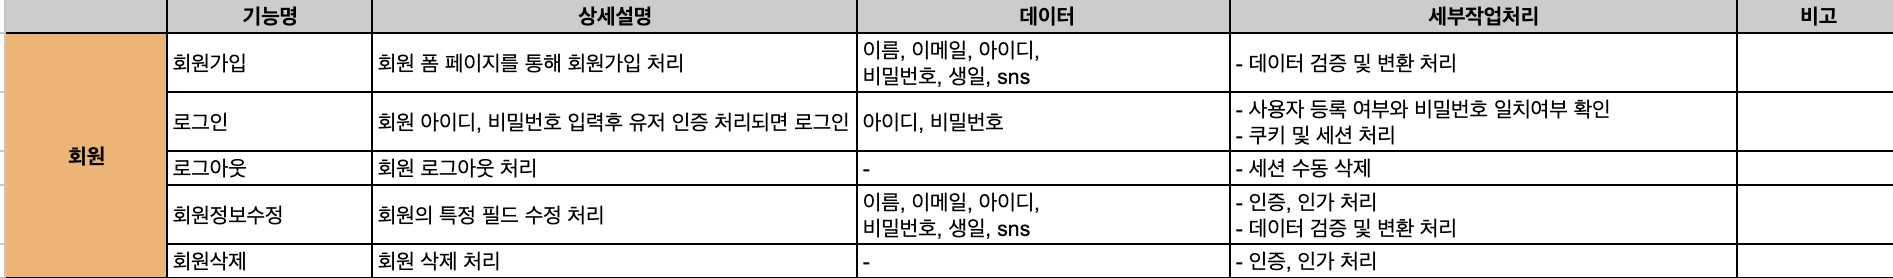 기능명 상세설명 데이터 세부작업처리 비고
회원
회원가입 회원 폼 페이지를 통해 회원가입 처리 이름, 이메일, 아이디,
비밀번호, 생일, sns - 데이터 검증 및 변환 처리
로그인 회원 아이디, 비밀번호 입력후 유저 인증 처리되면 로그인 아이디, 비밀번호 - 사용자 등록 여부와 비밀번호 일치여부 확인
- 쿠키 및 세션 처리
로그아웃 회원 로그아웃 처리 - - 세션 수동 삭제
회원정보수정 회원의 특정 필드 수정 처리 이름, 이메일, 아이디,
비밀번호, 생일, sns - 인증, 인가 처리
- 데이터 검증 및 변환 처리
회원삭제 회원 삭제 처리 - - 인증, 인가 처리